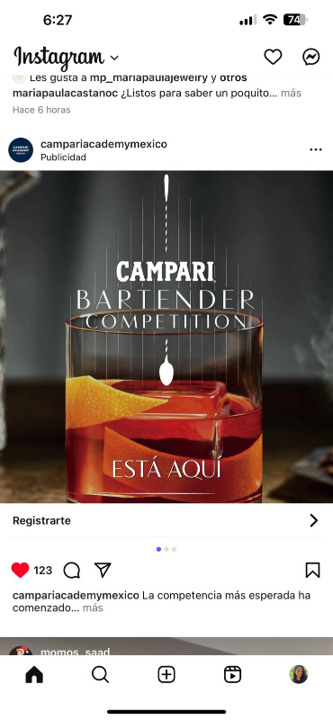 6:27
74
Instagram
Les gusta a mp_mariapaulajewelry y otros
mariapaulacastanoc ¿Listos para saber un poquito... más
Hace 6 horas
campariacademymexico
Publicidad
CAMPARI
BARTENDER
COMPETITION
ESTÁ AQUÍ
Registrarte
123
campariacademymexico La competencia más esperada ha
comenzado... más
momos_saad